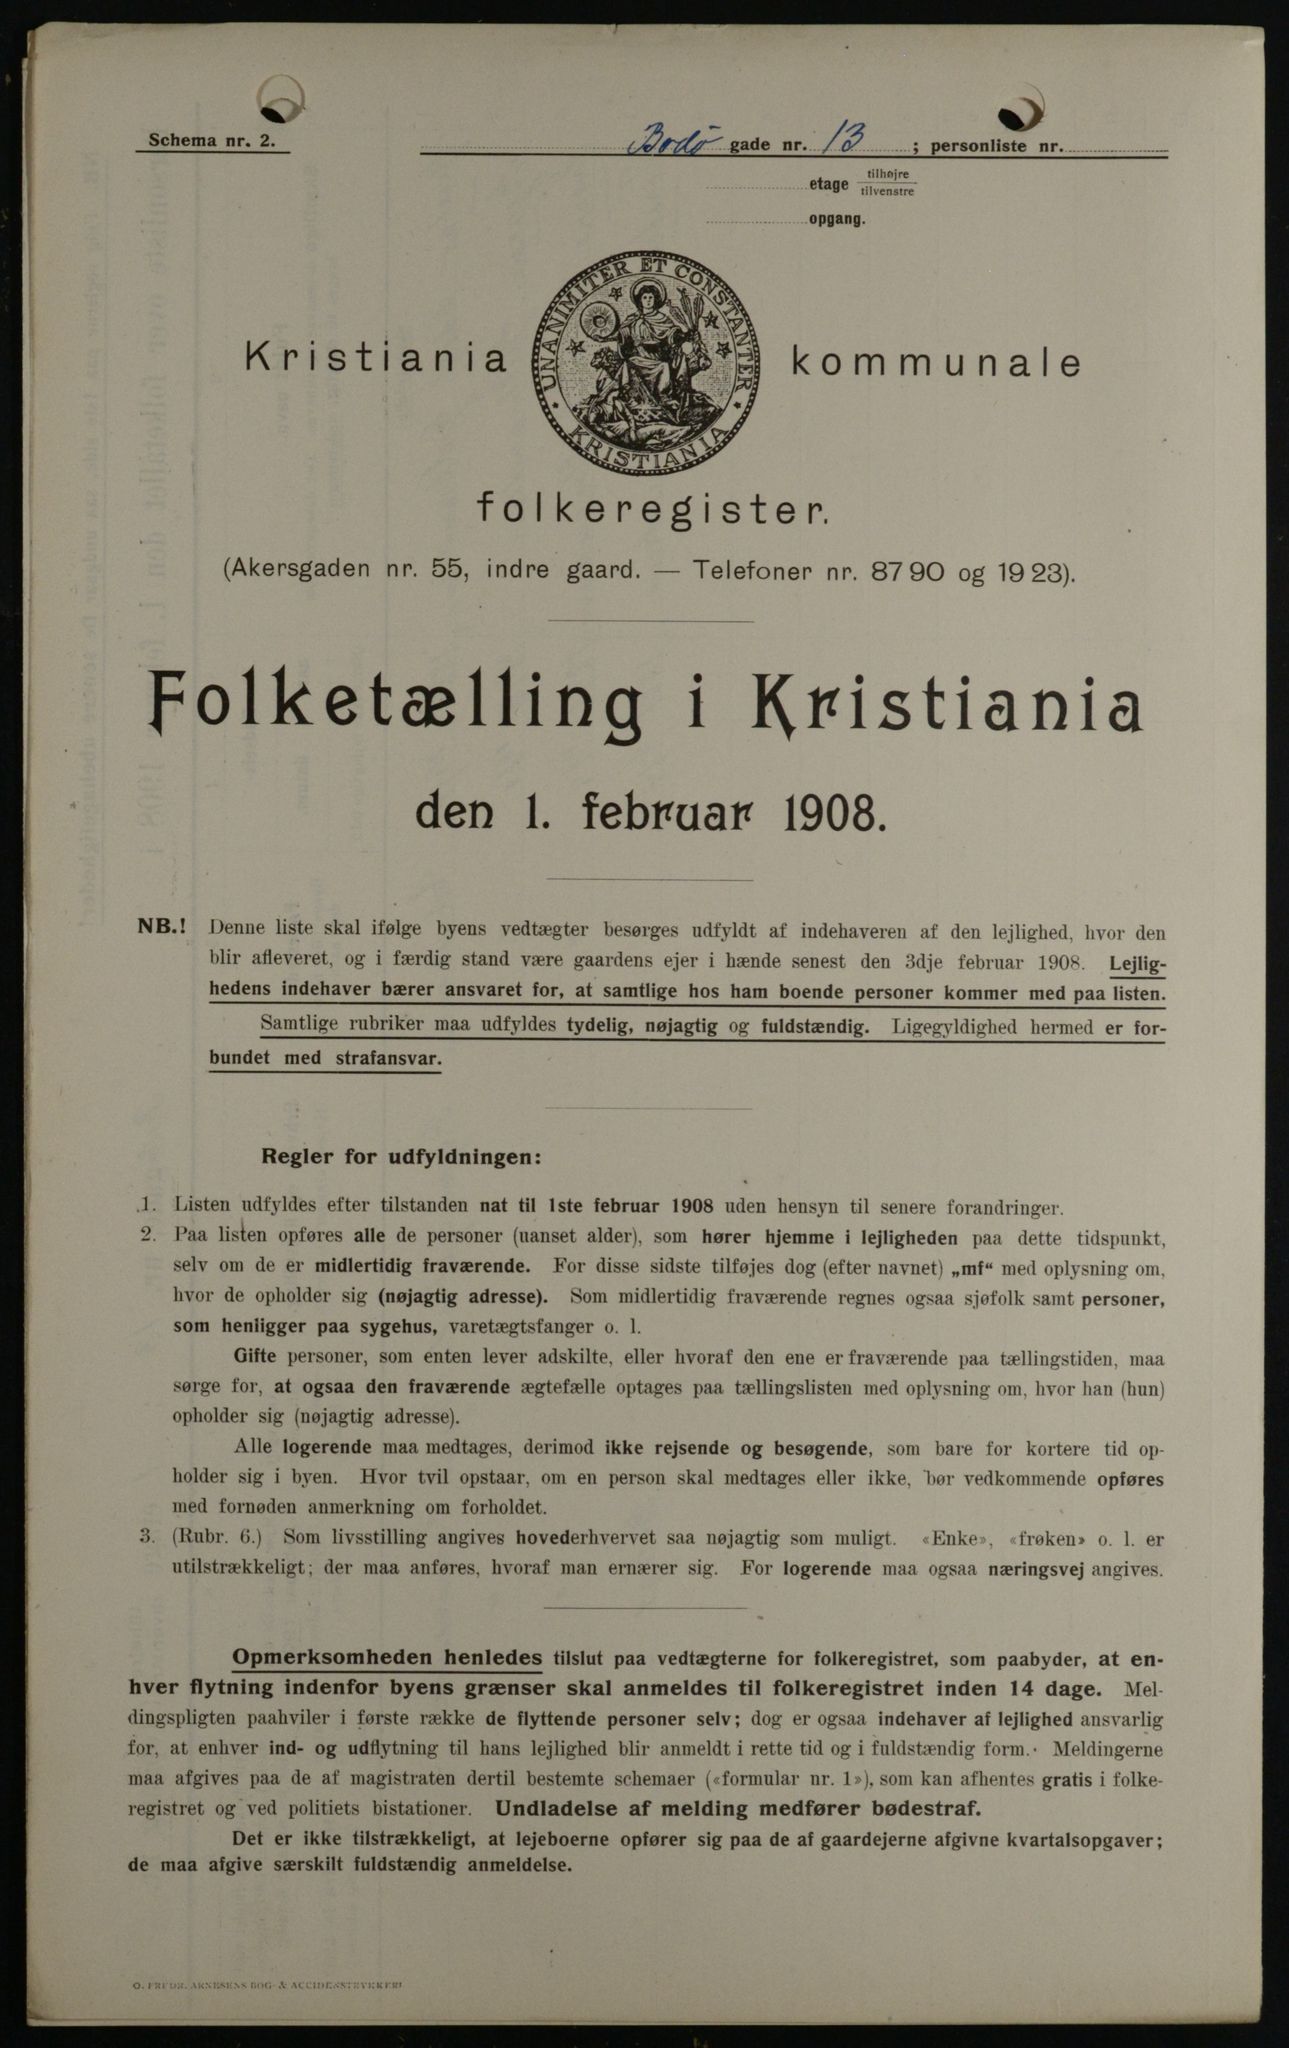 Schema nr. 2.
Bodø gade nr. 13 ; personliste nr.
etage tilhøjre
tilvenstre
opgang.
UNANIMITER ET CONSTANTER
KRISTIANIA
Kristiania kommunale
folkeregister.
(Akersgaden nr. 55, indre gaard. — Telefoner nr. 8790 og 1923).
Folketælling i Kristiania
den 1. februar 1908.
NB.! Denne liste skal ifølge byens vedtægter besørges udfyldt af indehaveren af den lejlighed, hvor den
blir afleveret, og i færdig stand være gaardens ejer i hænde senest den 3dje februar 1908. Lejlig-
hedens indehaver bærer ansvaret for, at samtlige hos ham boende personer kommer med paa listen.
Samtlige rubriker maa udfyldes tydelig, nøjagtig og fuldstændig. Ligegyldighed hermed er for-
bundet med strafansvar.
Regler for udfyldningen:
1. Listen udfyldes efter tilstanden nat til 1ste februar 1908 uden hensyn til senere forandringer.
2. Paa listen opføres alle de personer (uanset alder), som hører hjemme i lejligheden paa dette tidspunkt,
selv om de er midlertidig fraværende. For disse sidste tilføjes dog (efter navnet) „mf“ med oplysning om,
hvor de opholder sig (nøjagtig adresse). Som midlertidig fraværende regnes ogsaa sjøfolk samt personer,
som henligger paa sygehus, varetægtsfanger o. l.
Gifte personer, som enten lever adskilte, eller hvoraf den ene er fraværende paa tællingstiden, maa
sørge for, at ogsaa den fraværende ægtefælle optages paa tællingslisten med oplysning om, hvor han (hun)
opholder sig (nøjagtig adresse).
Alle logerende maa medtages, derimod ikke rejsende og besøgende, som bare for kortere tid op-
holder sig i byen. Hvor tvil opstaar, om en person skal medtages eller ikke, bør vedkommende opføres
med fornøden anmerkning om forholdet.
3. (Rubr. 6.) Som livsstilling angives hovederhvervet saa nøjagtig som muligt. «Enke», «frøken» o. l. er
utilstrækkeligt; der maa anføres, hvoraf man ernærer sig. For logerende maa ogsaa næringsvej angives.
Opmerksomheden henledes tilslut paa vedtægterne for folkeregistret, som paabyder, at en-
hver flytning indenfor byens grænser skal anmeldes til folkeregistret inden 14 dage. Mel-
dingspligten paahviler i første række de flyttende personer selv; dog er ogsaa indehaver af lejlighed ansvarlig
for, at enhver ind- og udflytning til hans lejlighed blir anmeldt i rette tid og i fuldstændig form. Meldingerne
maa afgives paa de af magistraten dertil bestemte schemaer («formular nr. 1»), som kan afhentes gratis i folke-
registret og ved politiets bistationer. Undladelse af melding medfører bødestraf.
Det er ikke tilstrækkeligt, at lejeboerne opfører sig paa de af gaardejerne afgivne kvartalsopgaver;
de maa afgive særskilt fuldstændig anmeldelse.
O. FREDR. ARNESENS BOG- & ACCIDENSTRYKKERI